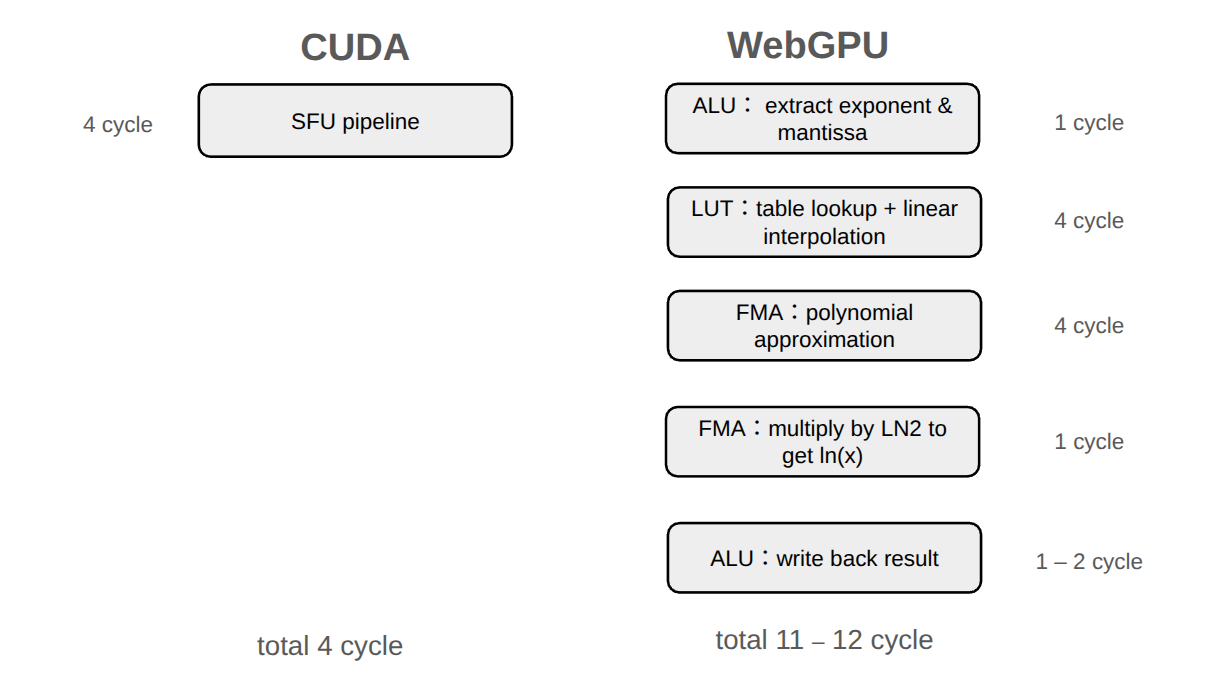 CUDA
4 cycle
SFU pipeline
total 4 cycle
WebGPU
ALU： extract exponent &
mantissa
1 cycle
LUT：table lookup + linear
interpolation
4 cycle
FMA：polynomial
approximation
4 cycle
FMA：multiply by LN2 to
get ln(x)
1 cycle
ALU：write back result
1 – 2 cycle
total 11 – 12 cycle